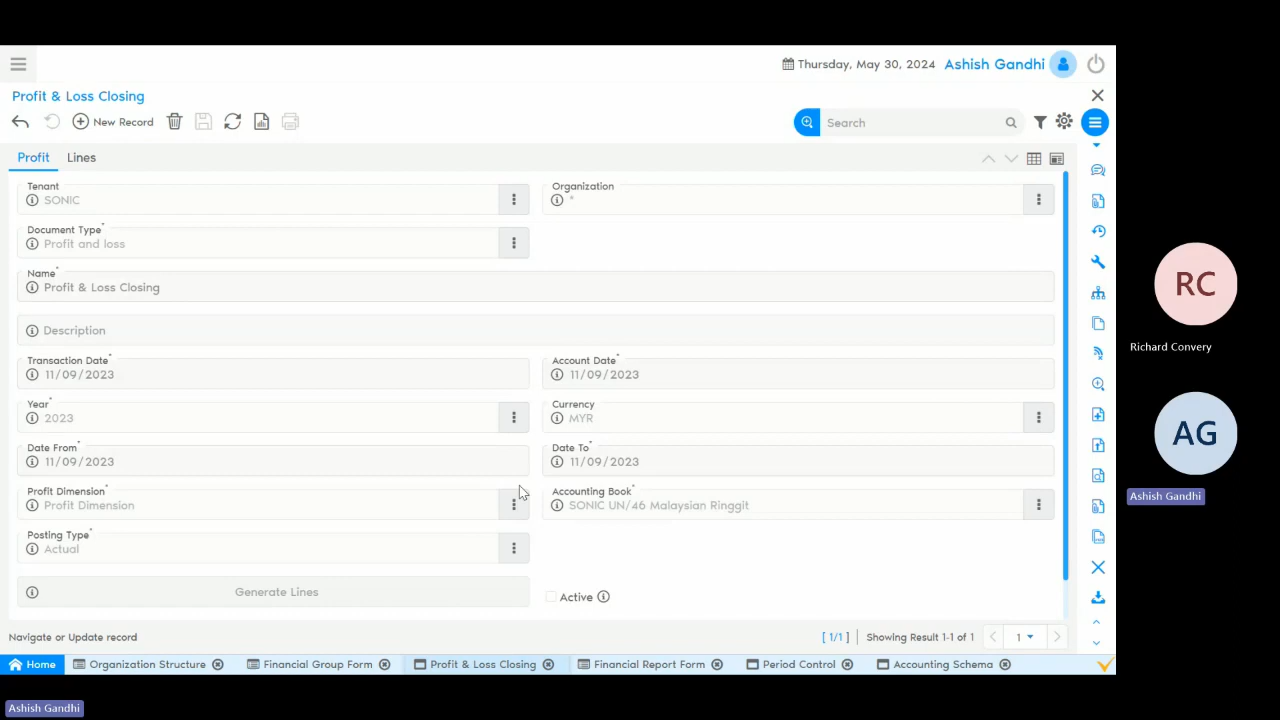 Thursday, May 30, 2024 Ashish Gandhi
Profit & Loss Closing
New Record
Search
Profit Lines
Tenant
SONIC
Organization
*
Document Type*
Profit and loss
Name*
Profit & Loss Closing
Description
Transaction Date*
11/09/2023
Account Date*
11/09/2023
Year*
2023
Currency
MYR
Date From*
11/09/2023
Date To*
11/09/2023
Profit Dimension*
Profit Dimension
Accounting Book*
SONIC UN/46 Malaysian Ringgit
Posting Type*
Actual
Generate Lines
Active
Navigate or Update record
[ 1/1 ] Showing Result 1-1 of 1 1
Home Organization Structure Financial Group Form Profit & Loss Closing Financial Report Form Period Control Accounting Schema
RC
Richard Convery
AG
Ashish Gandhi
Ashish Gandhi